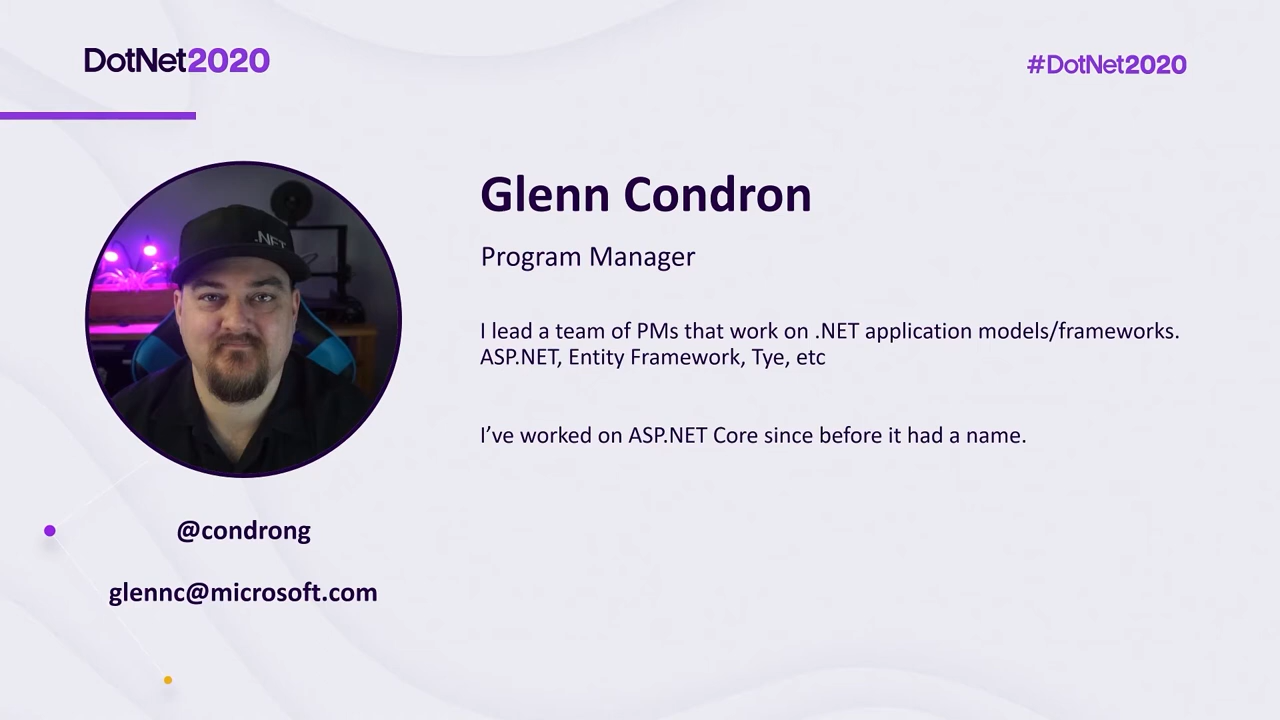 DotNet2020
#DotNet2020
.NET
Glenn Condron
Program Manager
I lead a team of PMs that work on .NET application models/frameworks.
ASP.NET, Entity Framework, Tye, etc
I’ve worked on ASP.NET Core since before it had a name.
@condrong
glennc@microsoft.com